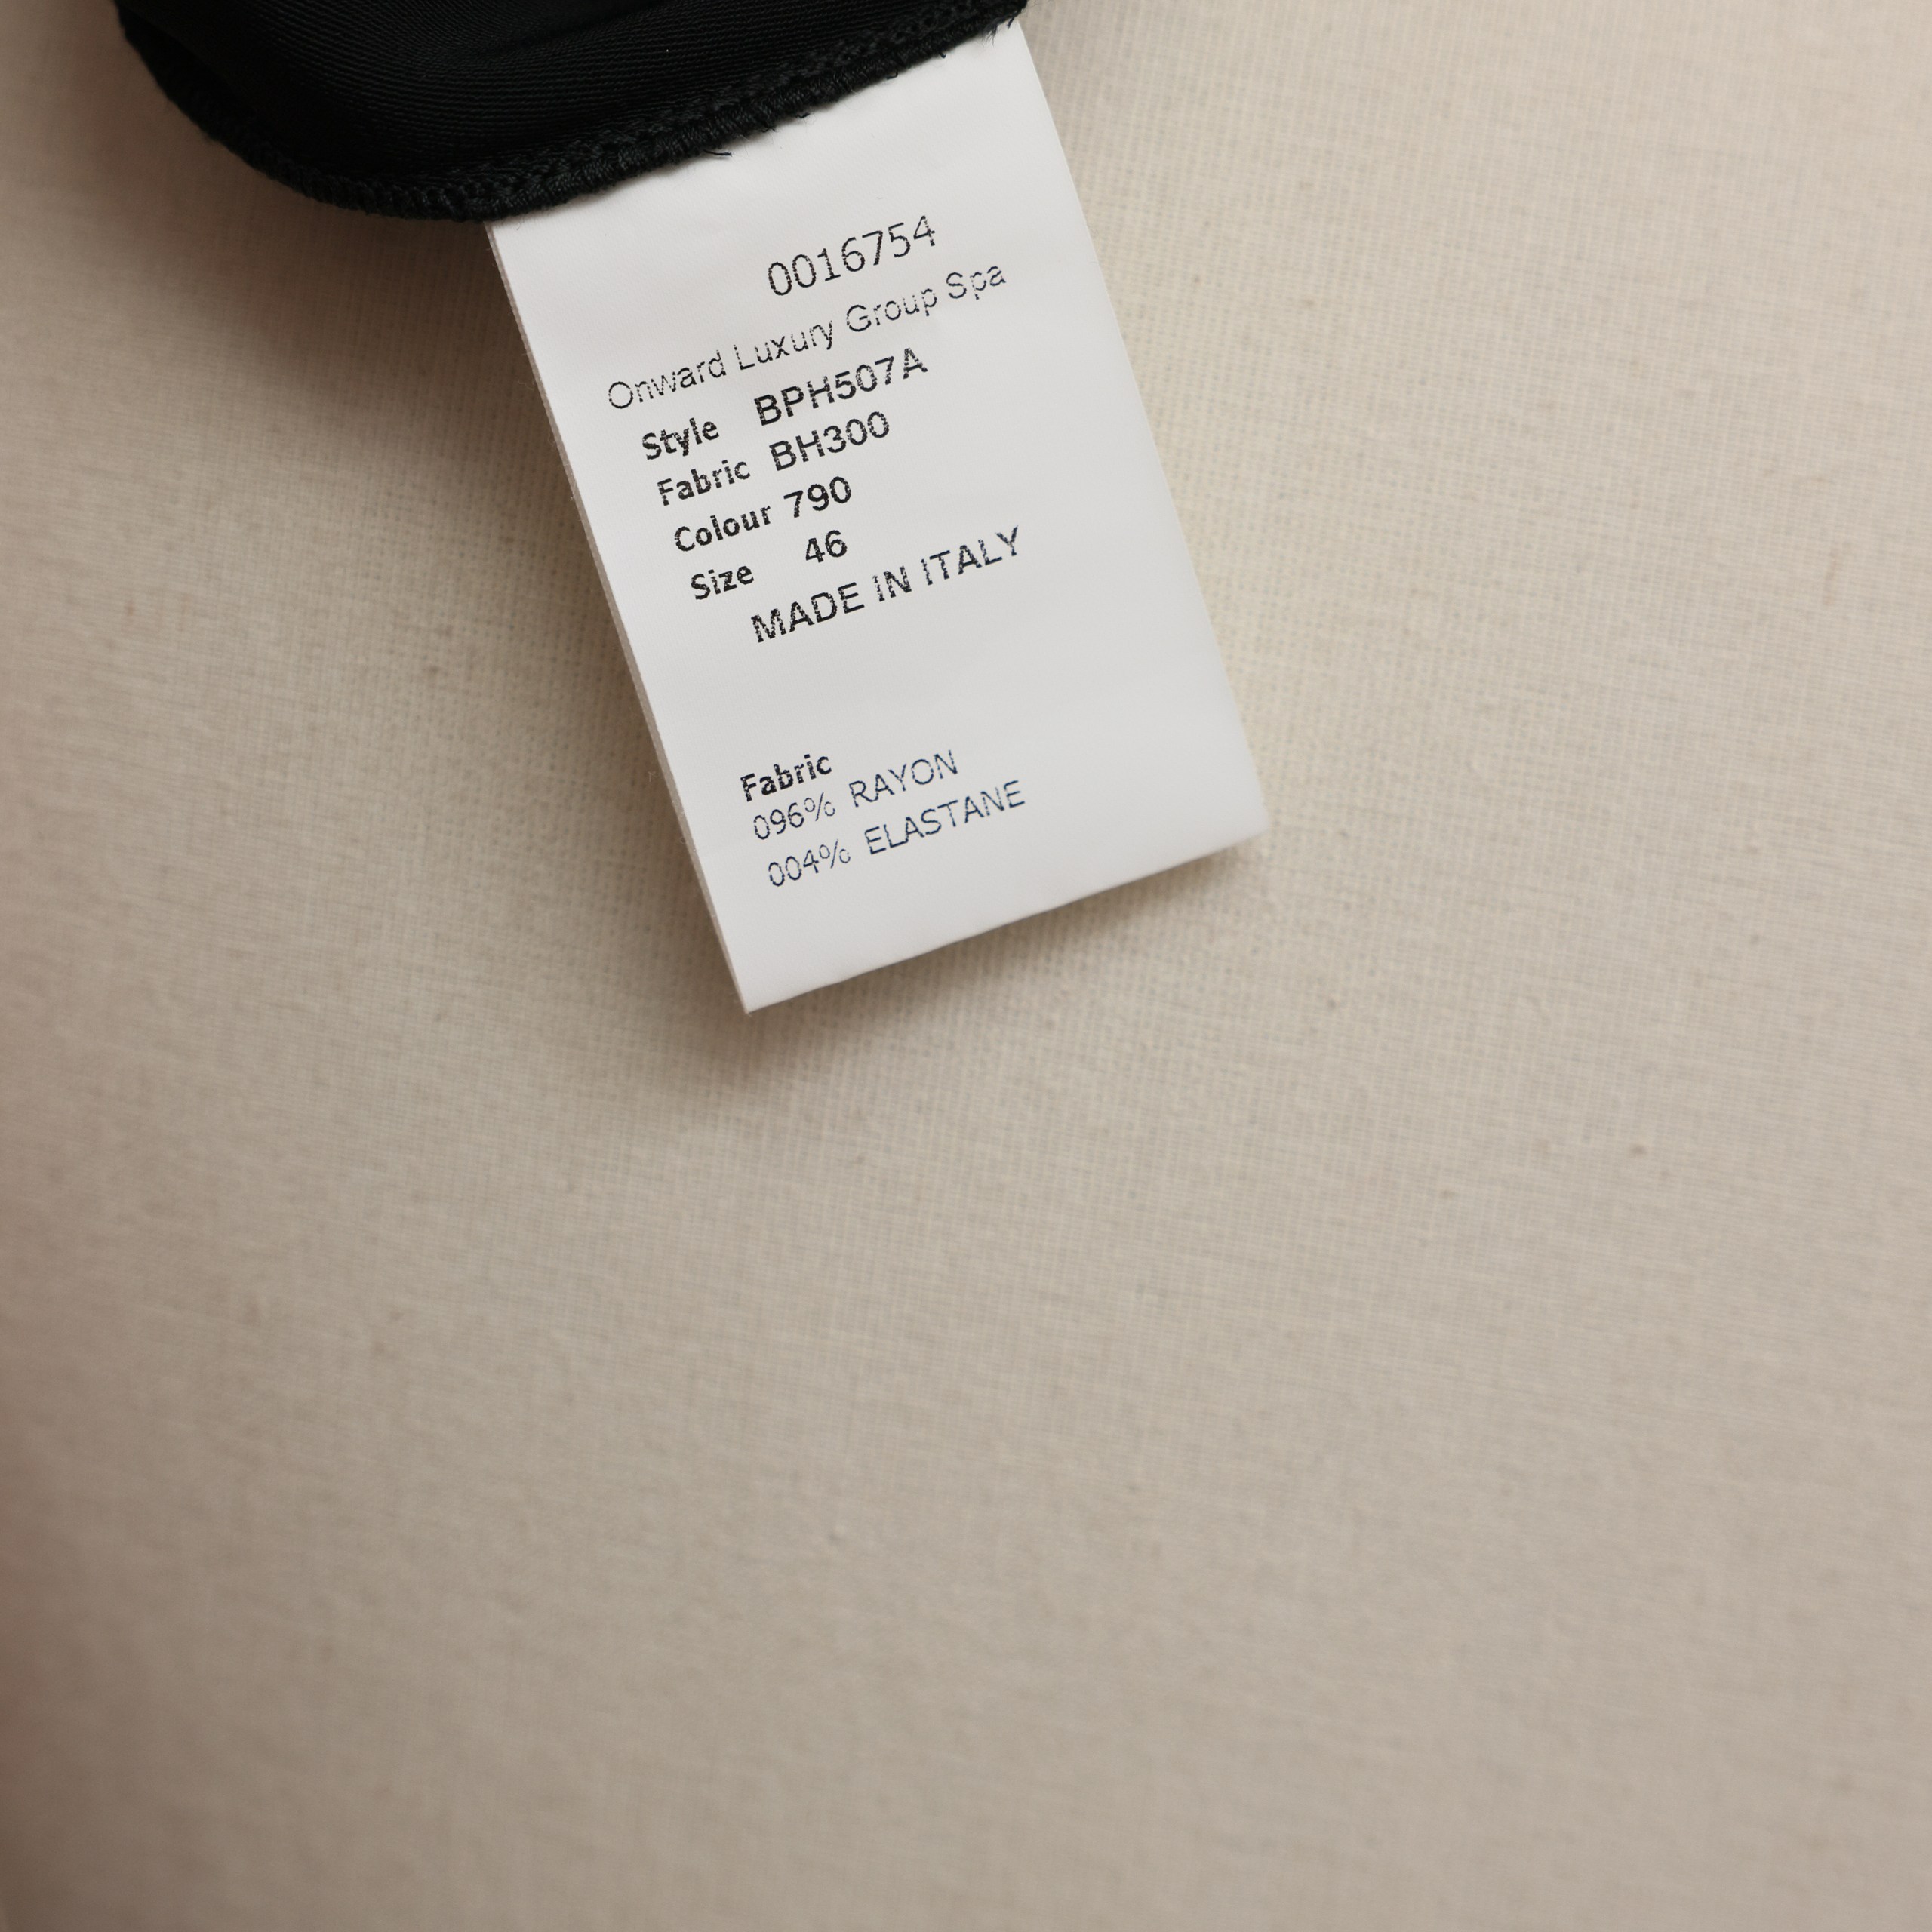 0016754
Onward Luxury Group Spa
Style BPH507A
Fabric BH300
Colour 790
Size 46
MADE IN ITALY
Fabric
096% RAYON
004% ELASTANE